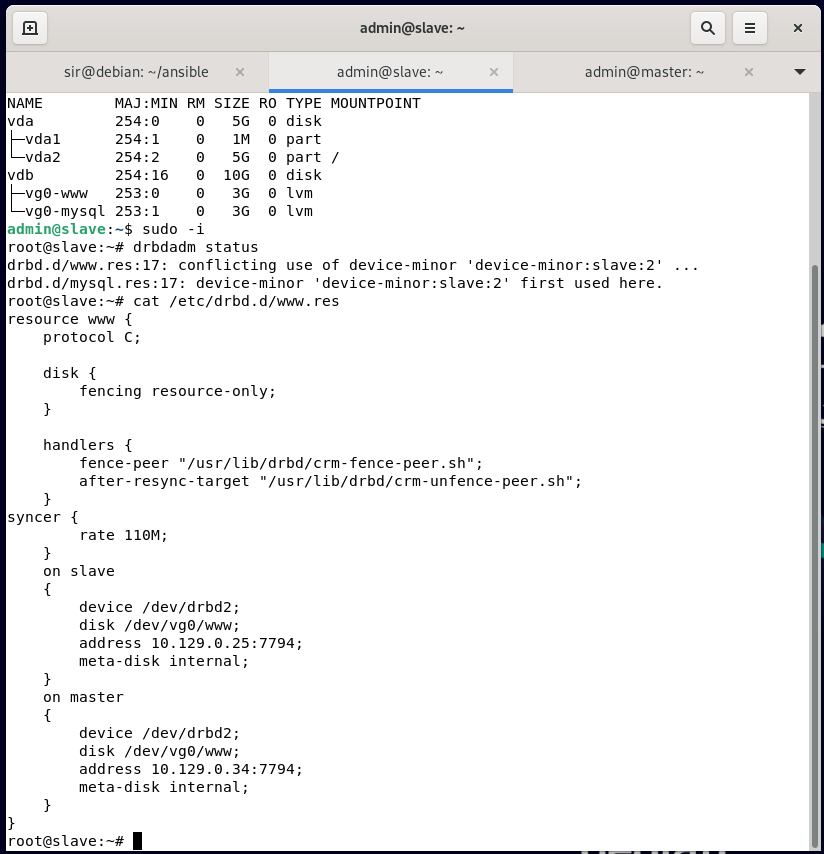 admin@slave: ~
sir@debian: ~/ansible
admin@slave: ~
admin@master: ~
NAME        MAJ:MIN RM SIZE RO TYPE MOUNTPOINT
vda         254:0    0   5G  0 disk
├─vda1      254:1    0   1M  0 part
└─vda2      254:2    0   5G  0 part /
vdb         254:16   0  10G  0 disk
├─vg0-www   253:0    0   3G  0 lvm
└─vg0-mysql 253:1    0   3G  0 lvm
admin@slave:~$ sudo -i
root@slave:~# drbdadm status
drbd.d/www.res:17: conflicting use of device-minor 'device-minor:slave:2' ...
drbd.d/mysql.res:17: device-minor 'device-minor:slave:2' first used here.
root@slave:~# cat /etc/drbd.d/www.res
resource www {
    protocol C;
    disk {
        fencing resource-only;
    }
    handlers {
        fence-peer "/usr/lib/drbd/crm-fence-peer.sh";
        after-resync-target "/usr/lib/drbd/crm-unfence-peer.sh";
    }
syncer {
        rate 110M;
    }
    on slave
    {
        device /dev/drbd2;
        disk /dev/vg0/www;
        address 10.129.0.25:7794;
        meta-disk internal;
    }
    on master
    {
        device /dev/drbd2;
        disk /dev/vg0/www;
        address 10.129.0.34:7794;
        meta-disk internal;
    }
}
root@slave:~#